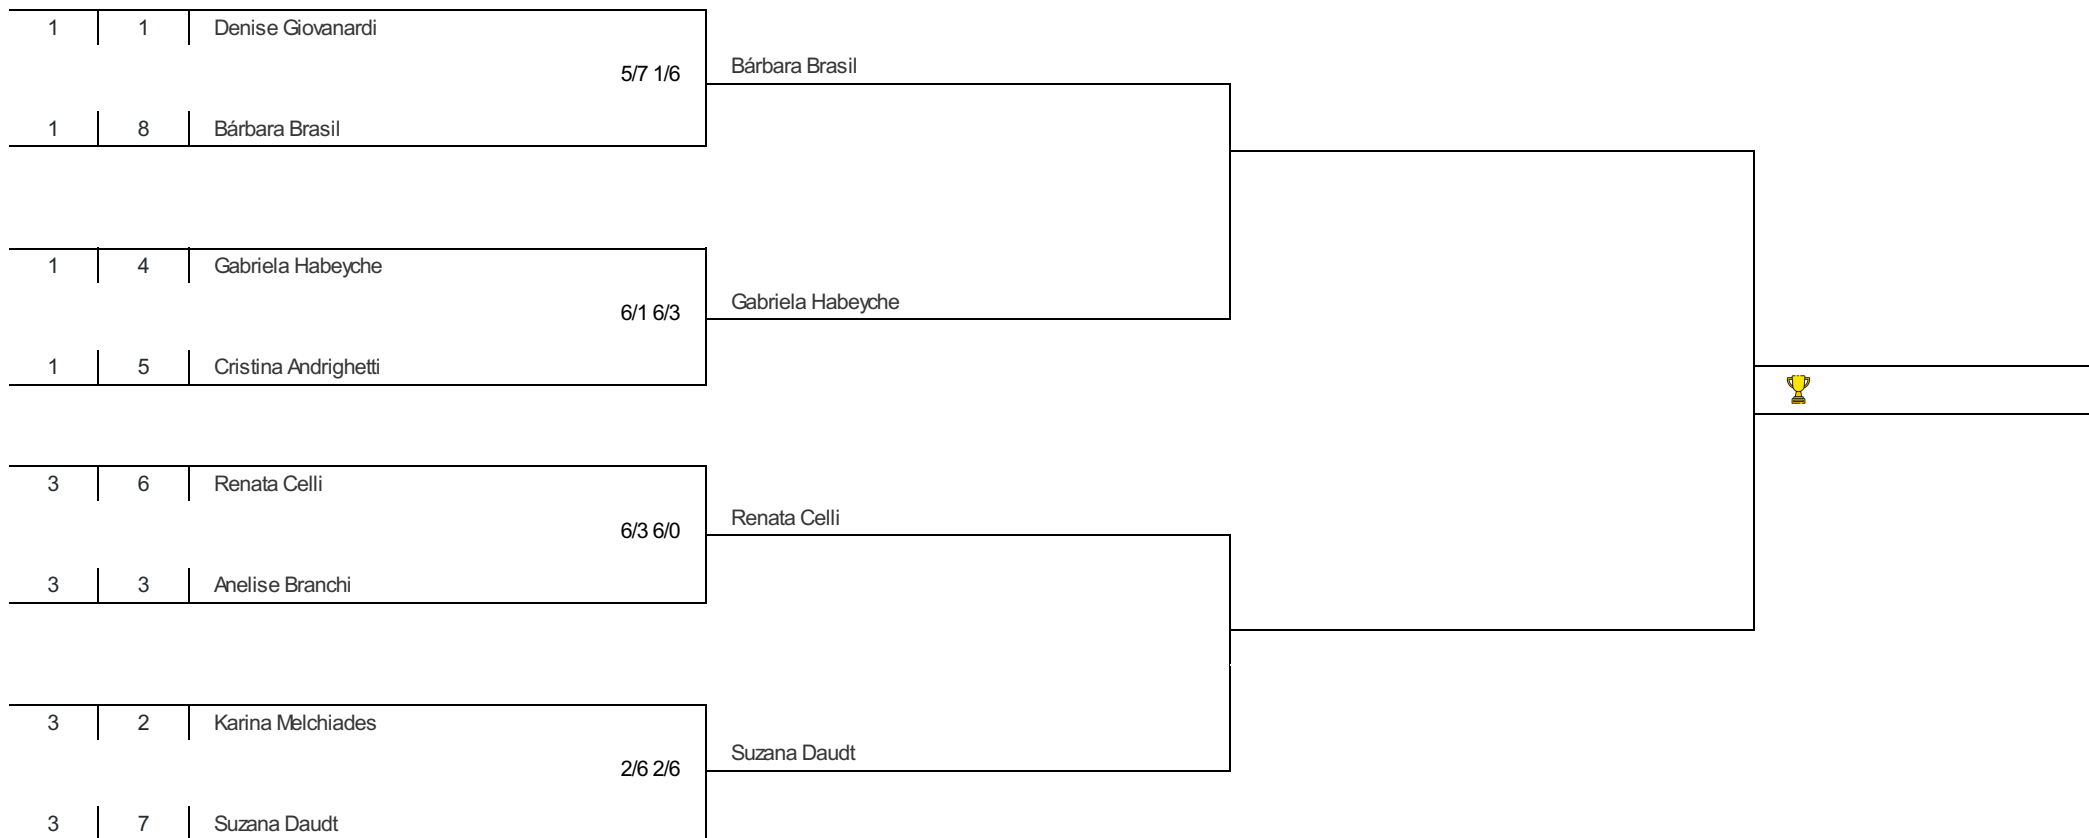 1 1 Denise Giovanardi
5/7 1/6
Bárbara Brasil
1 8 Bárbara Brasil
1 4 Gabriela Habeyche
6/1 6/3
Gabriela Habeyche
1 5 Cristina Andrighetti
3 6 Renata Celli
6/3 6/0
Renata Celli
3 3 Anelise Branchi
3 2 Karina Melchiades
2/6 2/6
Suzana Daudt
3 7 Suzana Daudt